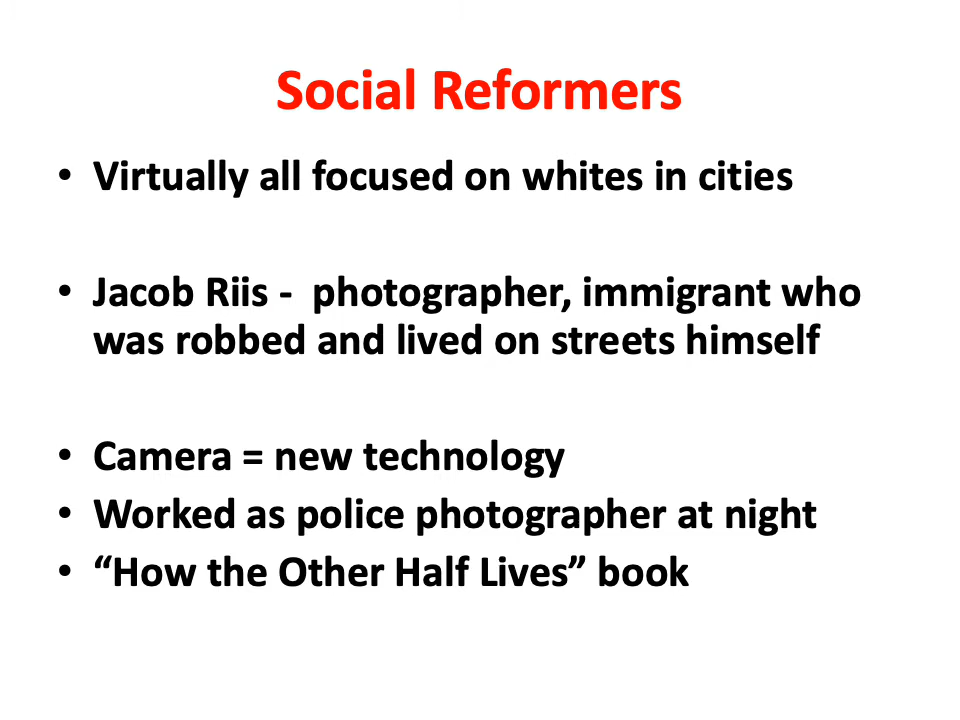 Social Reformers
• Virtually all focused on whites in cities
• Jacob Riis -  photographer, immigrant who
was robbed and lived on streets himself
• Camera = new technology
• Worked as police photographer at night
• “How the Other Half Lives” book